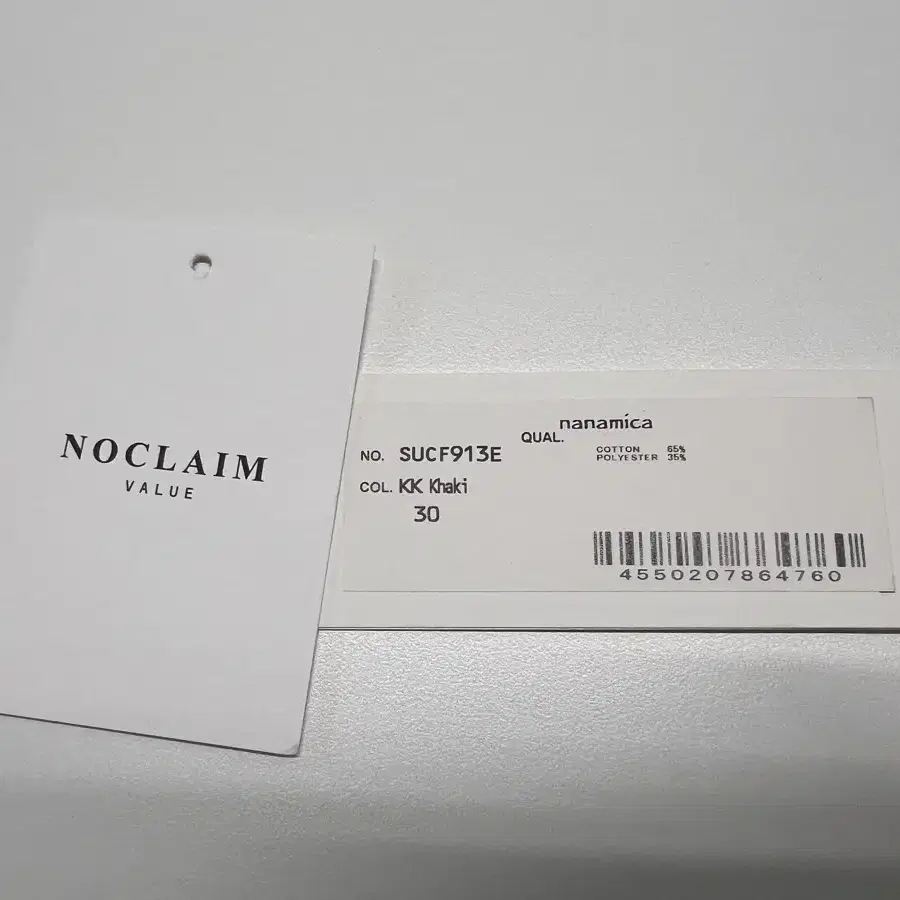 NOCLAIM
VALUE
nanamica
QUAL.
NO. SUCF913E
COTTON 65%
POLYESTER 35%
COL. KK Khaki
30
4550207864760